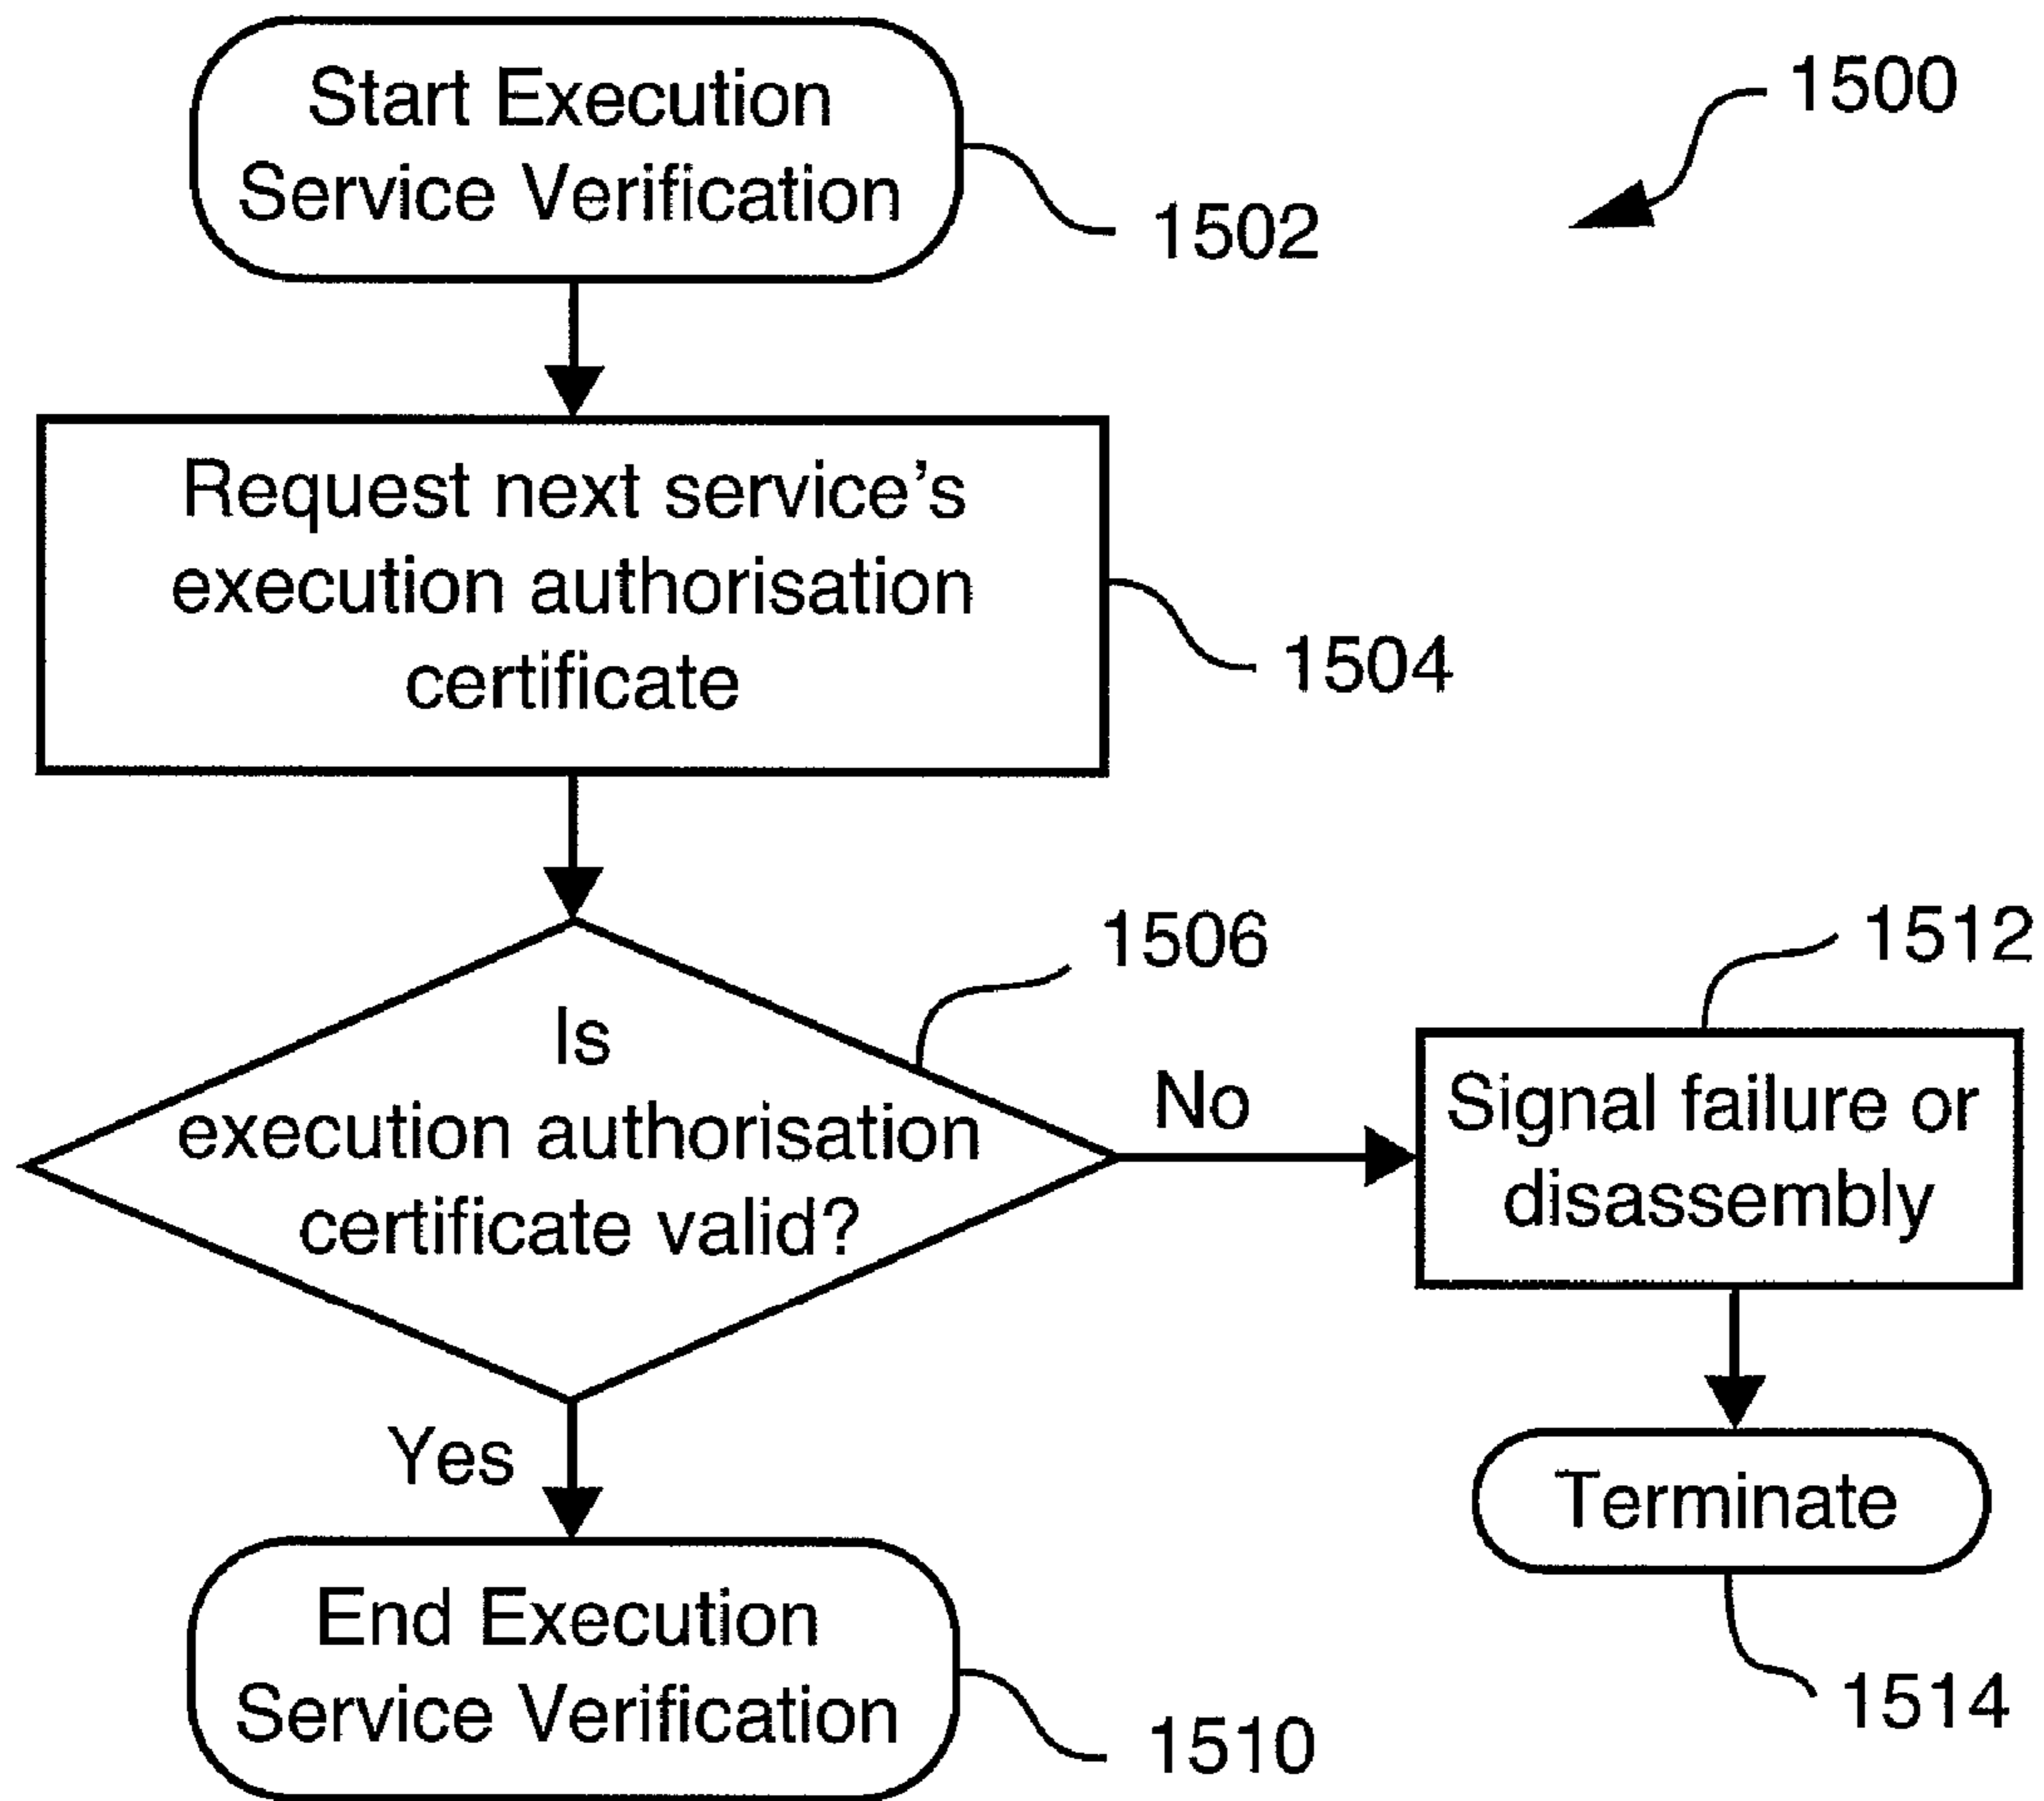 Start Execution
Service Verification
1500
1502
Request next service’s
execution authorisation
certificate
1504
1506
Is
execution authorisation
certificate valid?
No
1512
Signal failure or
disassembly
Yes
Terminate
1514
End Execution
Service Verification
1510